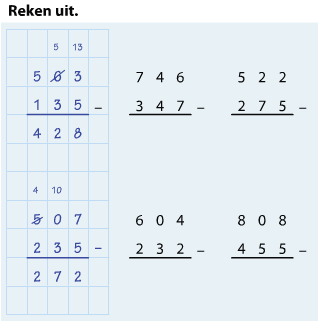 Reken uit.
5 13
5 6 3 7 4 6 5 2 2
1 3 5 – 3 4 7 – 2 7 5 –
4 2 8
4 10
5 0 7 6 0 4 8 0 8
2 3 5 – 2 3 2 – 4 5 5 –
2 7 2